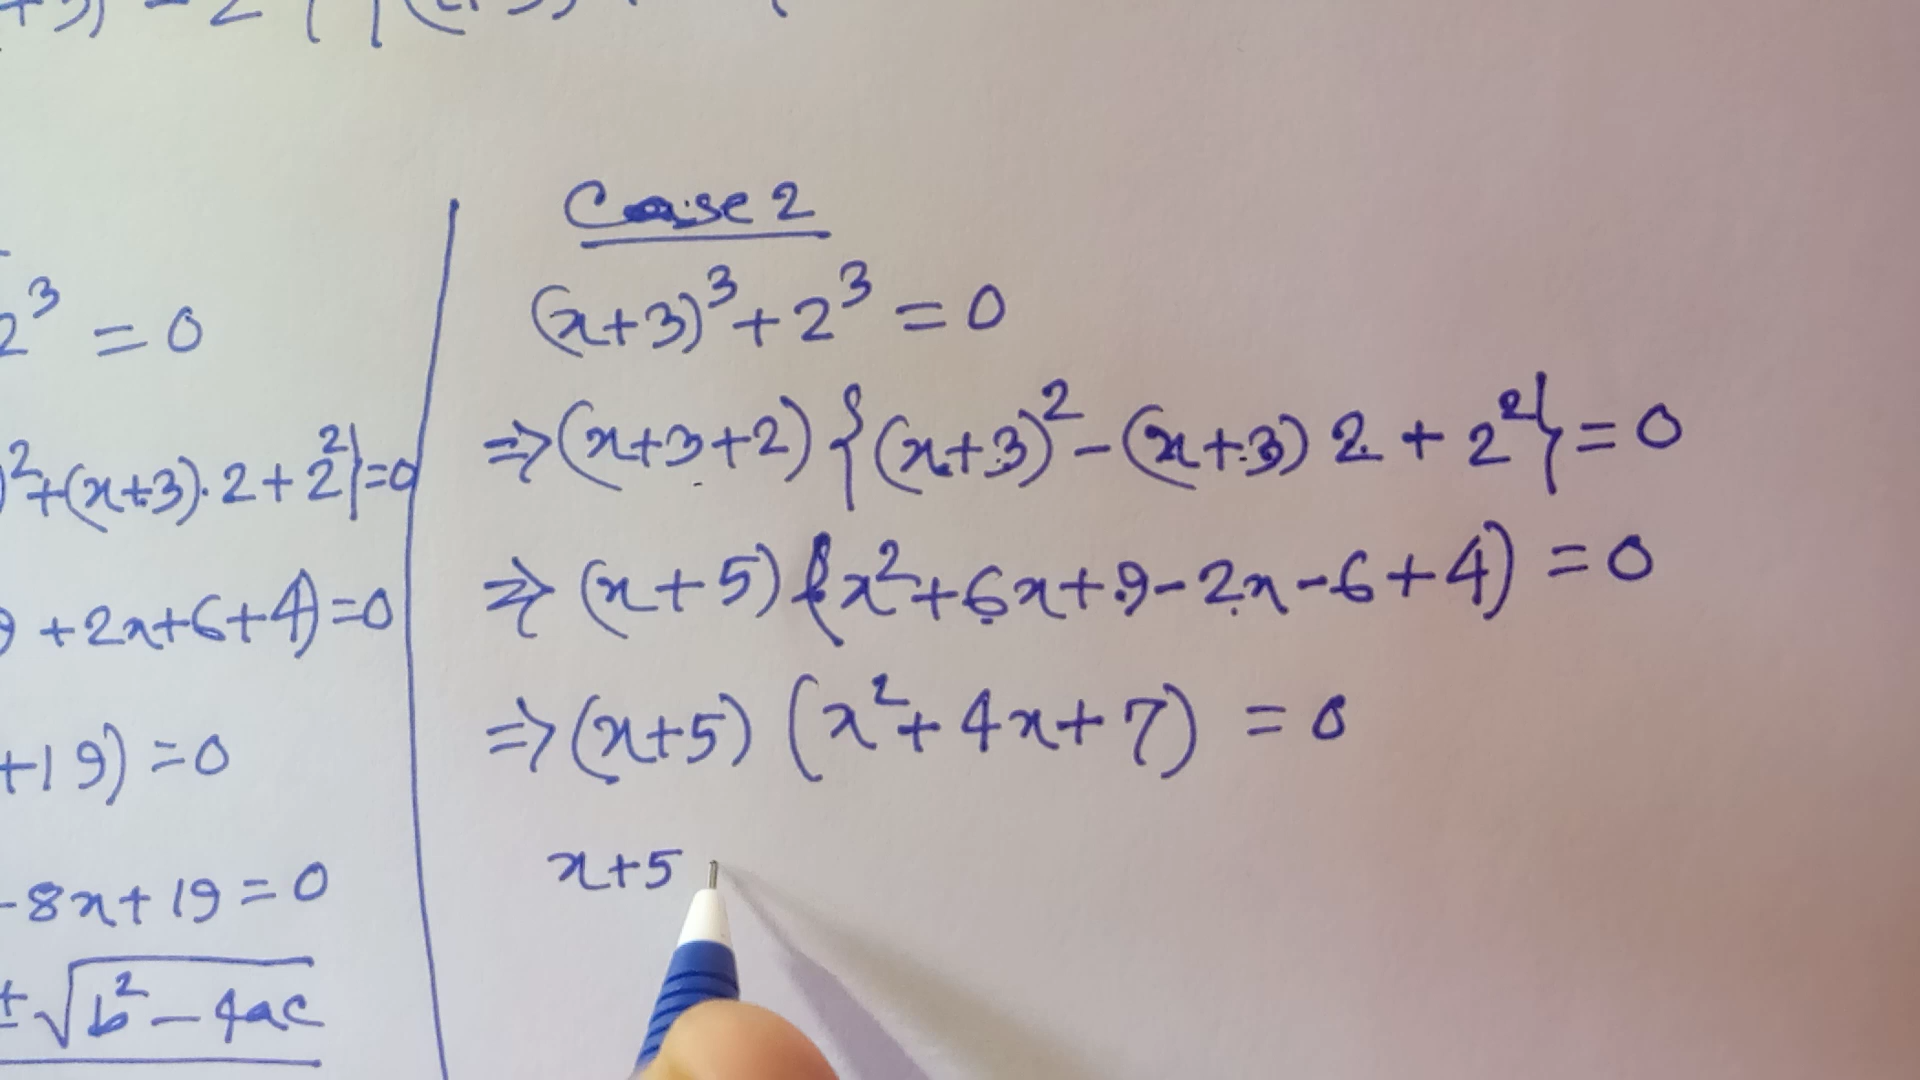 2³ = 0
)²+(x+3).2+2²}=0
9 +2x+6+4)=0
+19) =0
-8x+19=0
± √b²-4ac
Case 2
(x+3)³+2³ = 0
⇒(x+3+2){(x+3)²-(x+3) 2 + 2²}=0
⇒ (x+5){x²+6x+9-2x-6+4) =0
⇒(x+5) (x²+4x+7) = 0
x+5